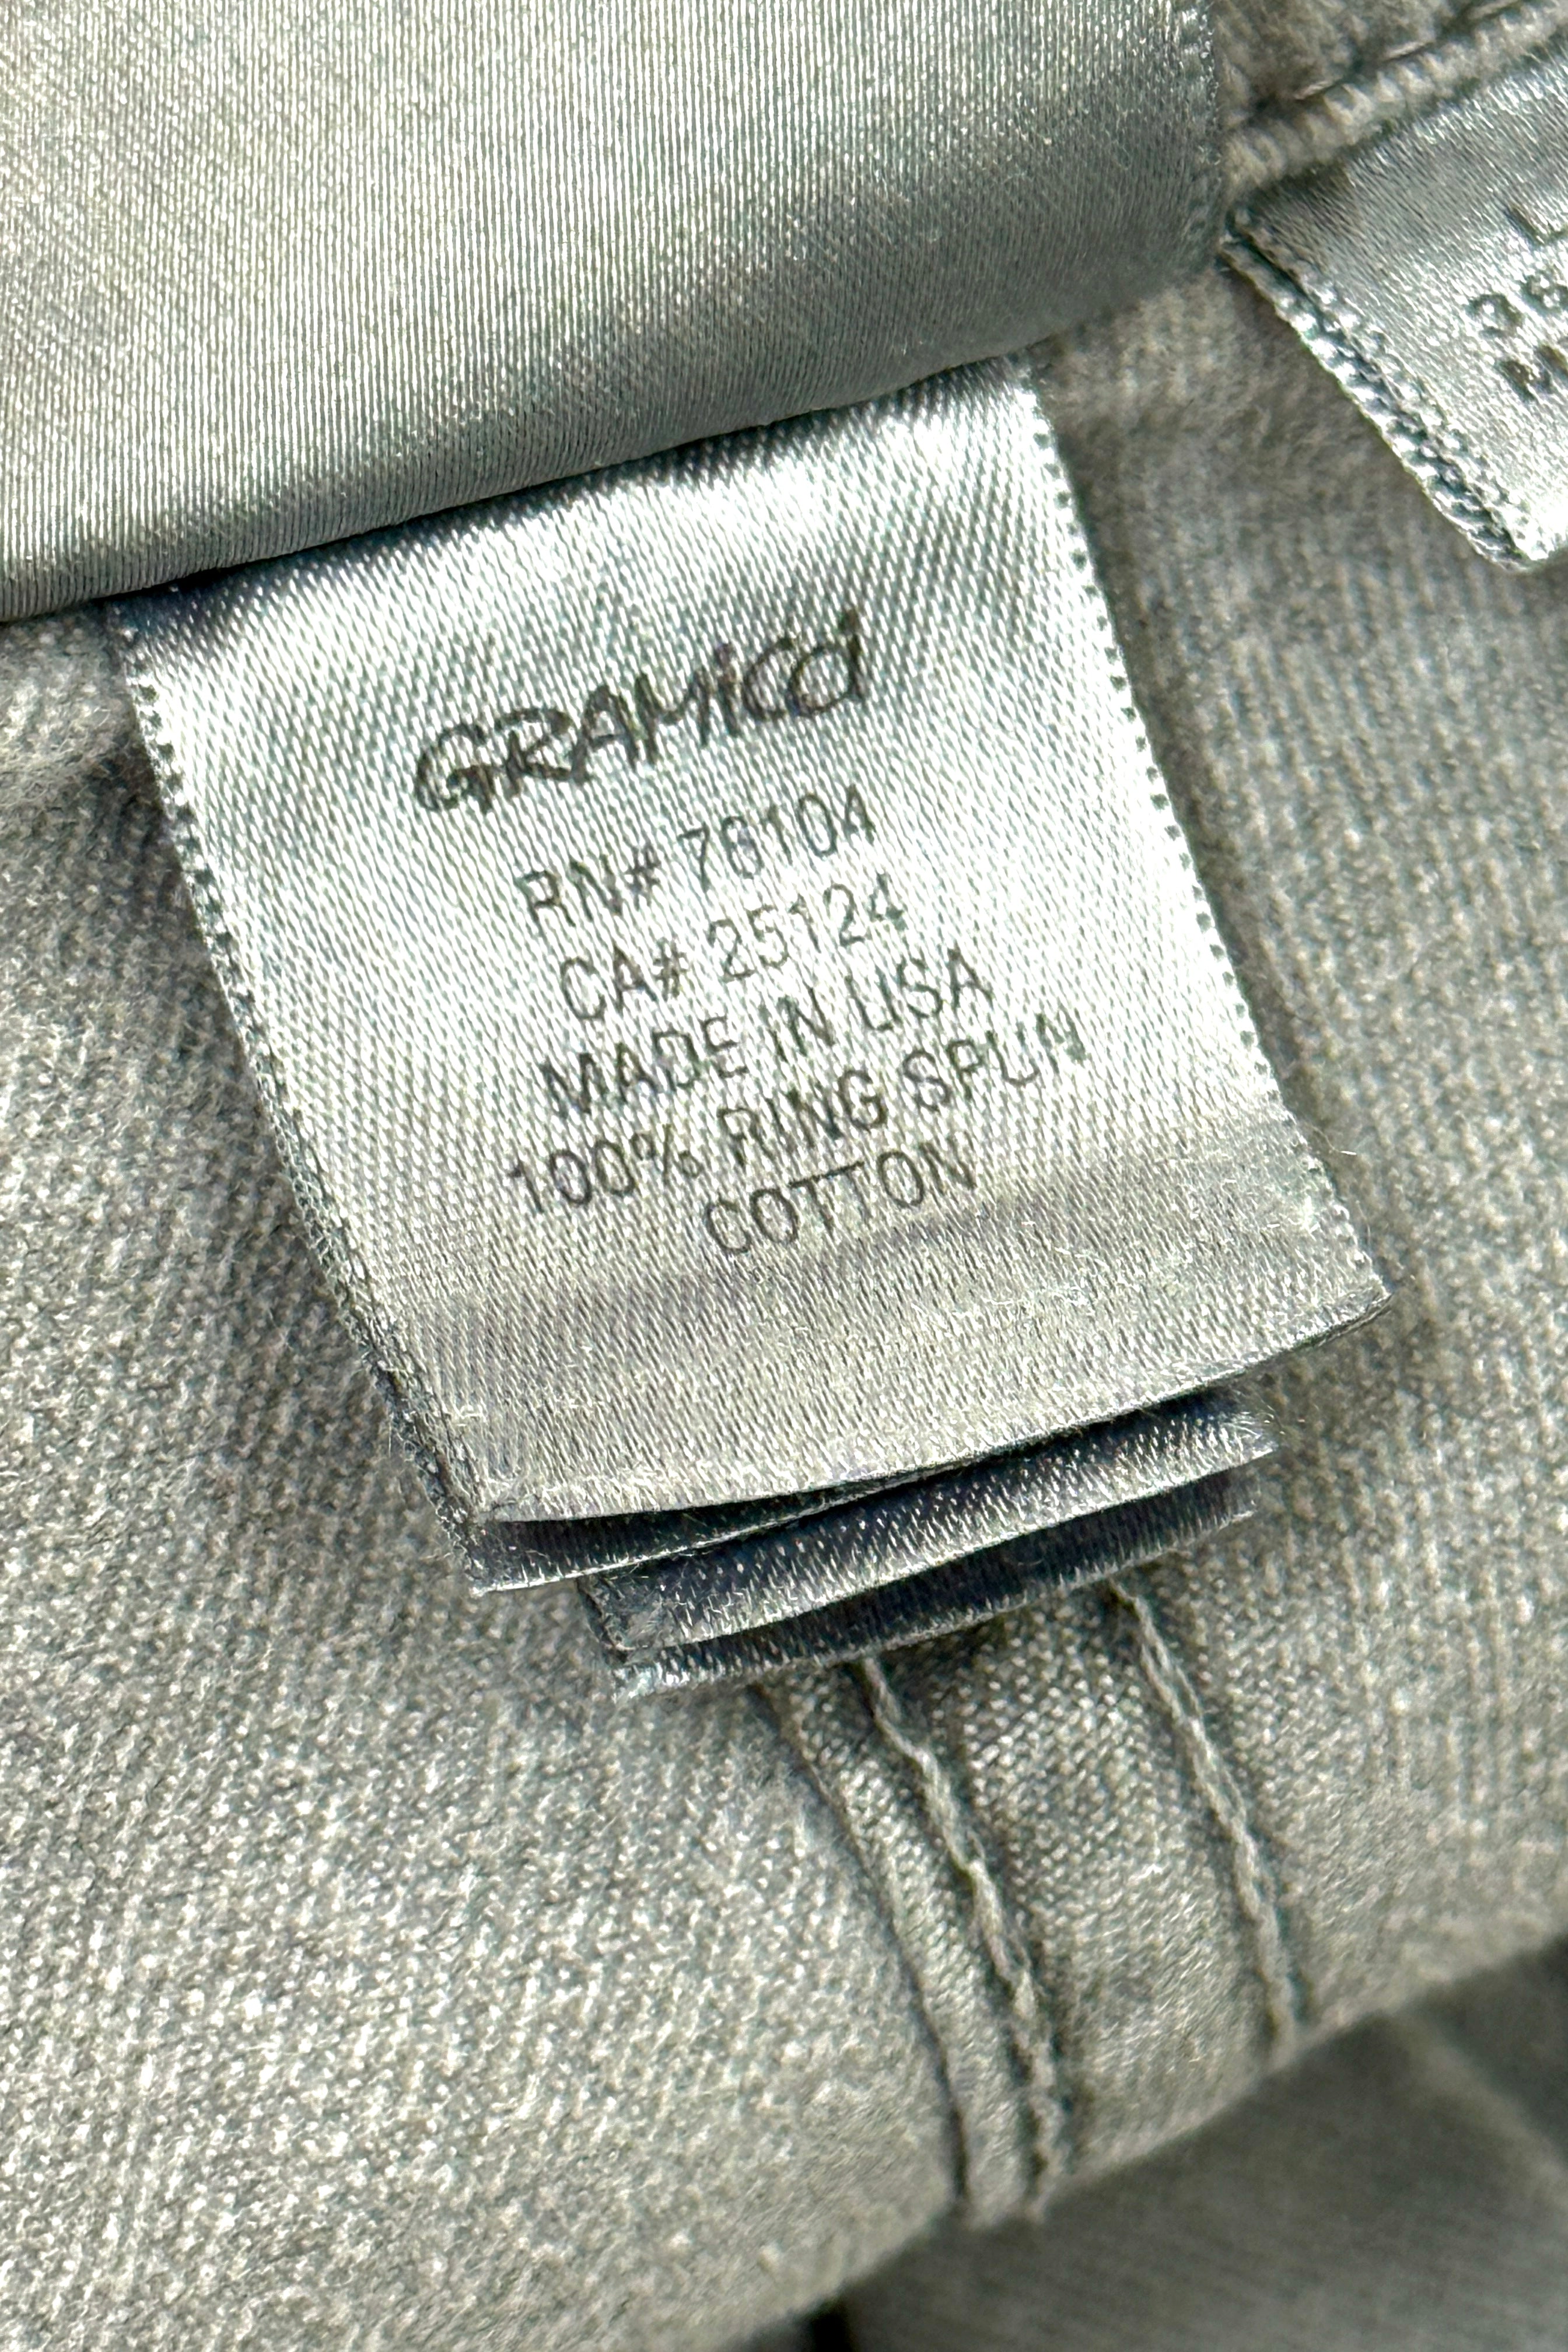 GRAMiCCi
RN# 76104
CA# 25124
MADE IN USA
100% RING SPUN
COTTON